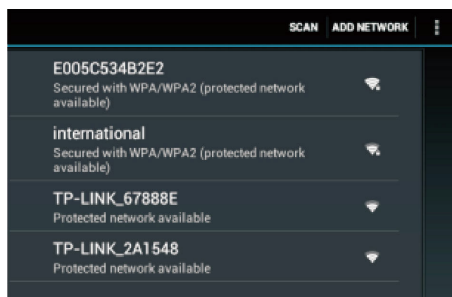 SCAN ADD NETWORK
E005C534B2E2
Secured with WPA/WPA2 (protected network
available)
international
Secured with WPA/WPA2 (protected network
available)
TP-LINK_67888E
Protected network available
TP-LINK_2A1548
Protected network available